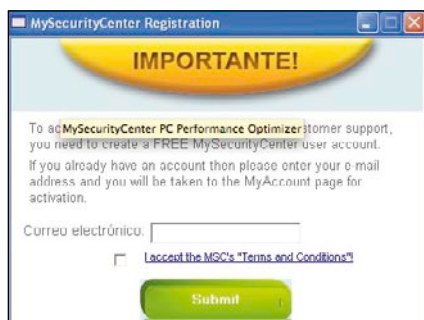 MySecurityCenter Registration
IMPORTANTE!
To MySecurityCenter PC Performance Optimizer stomer support,
you need to create a FREE MySecurityCenter user account.
If you already have an account then please enter your e-mail
address and you will be taken to the MyAccount page for
activation.
Correo electrónico:
I accept the MSC's "Terms and Conditions"!
Submit